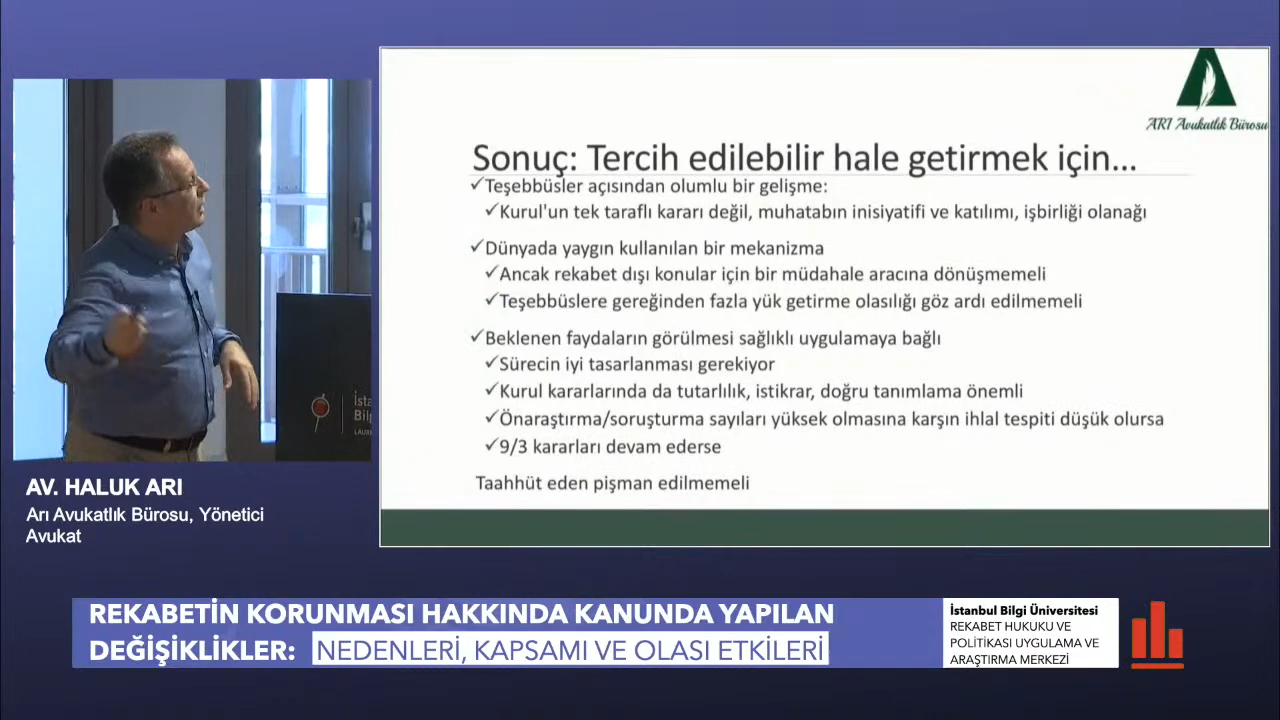 ARI Avukatlık Bürosu
Sonuç: Tercih edilebilir hale getirmek için...
✓Teşebbüsler açısından olumlu bir gelişme:
✓Kurul'un tek taraflı kararı değil, muhatabın inisiyatifi ve katılımı, işbirliği olanağı
✓Dünyada yaygın kullanılan bir mekanizma
✓Ancak rekabet dışı konular için bir müdahale aracına dönüşmemeli
✓Teşebbüslere gereğinden fazla yük getirme olasılığı göz ardı edilmemeli
✓Beklenen faydaların görülmesi sağlıklı uygulamaya bağlı
✓Sürecin iyi tasarlanması gerekiyor
✓Kurul kararlarında da tutarlılık, istikrar, doğru tanımlama önemli
✓Önaraştırma/soruşturma sayıları yüksek olmasına karşın ihlal tespiti düşük olursa
✓9/3 kararları devam ederse
Taahhüt eden pişman edilmemeli
AV. HALUK ARI
Arı Avukatlık Bürosu, Yönetici
Avukat
REKABETİN KORUNMASI HAKKINDA KANUNDA YAPILAN
DEĞİŞİKLİKLER: NEDENLERİ, KAPSAMI VE OLASI ETKİLERİ
İstanbul Bilgi Üniversitesi
REKABET HUKUKU VE
POLİTİKASI UYGULAMA VE
ARAŞTIRMA MERKEZİ